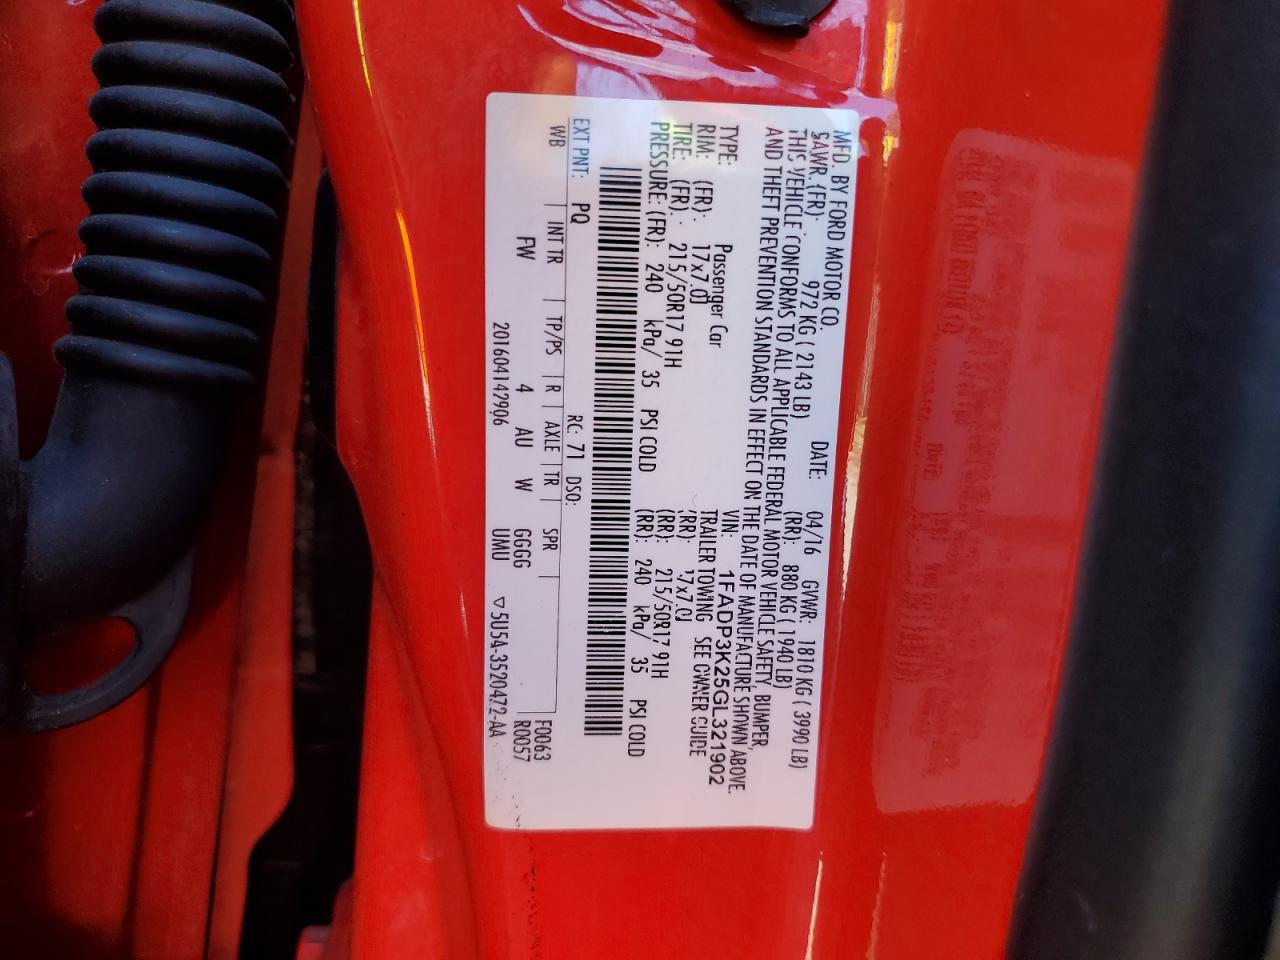 MFD. BY FORD MOTOR CO.
DATE: 04/16 GVWR: 1810 KG ( 3990 LB)
GAWR (FR): 972 KG ( 2143 LB) (RR): 880 KG ( 1940 LB)
THIS VEHICLE CONFORMS TO ALL APPLICABLE FEDERAL MOTOR VEHICLE SAFETY, BUMPER,
AND THEFT PREVENTION STANDARDS IN EFFECT ON THE DATE OF MANUFACTURE SHOWN ABOVE.
VIN: 1FADP3K25GL321902
TYPE: Passenger Car TRAILER TOWING SEE OWNER GUIDE
RIM: (FR): 17x7.0J (RR): 17x7.0J
TIRE: (FR): 215/50R17 91H (RR): 215/50R17 91H
PRESSURE: (FR): 240 kPa/ 35 PSI COLD (RR): 240 kPa/ 35 PSI COLD
EXT PNT: PQ RC: 71 DSO:
WB INT TR TP/PS R AXLE TR SPR F0063
FW 4 AU W GGGG R0057
20160414 2906 UMU ▽5U54-3520472-AA